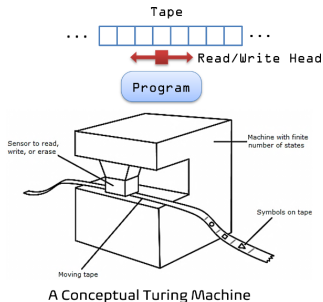 Tape
... ...
Read/Write Head
Program
Sensor to read,
write, or erase
Machine with finite
number of states
Symbols on tape
Moving tape
A Conceptual Turing Machine